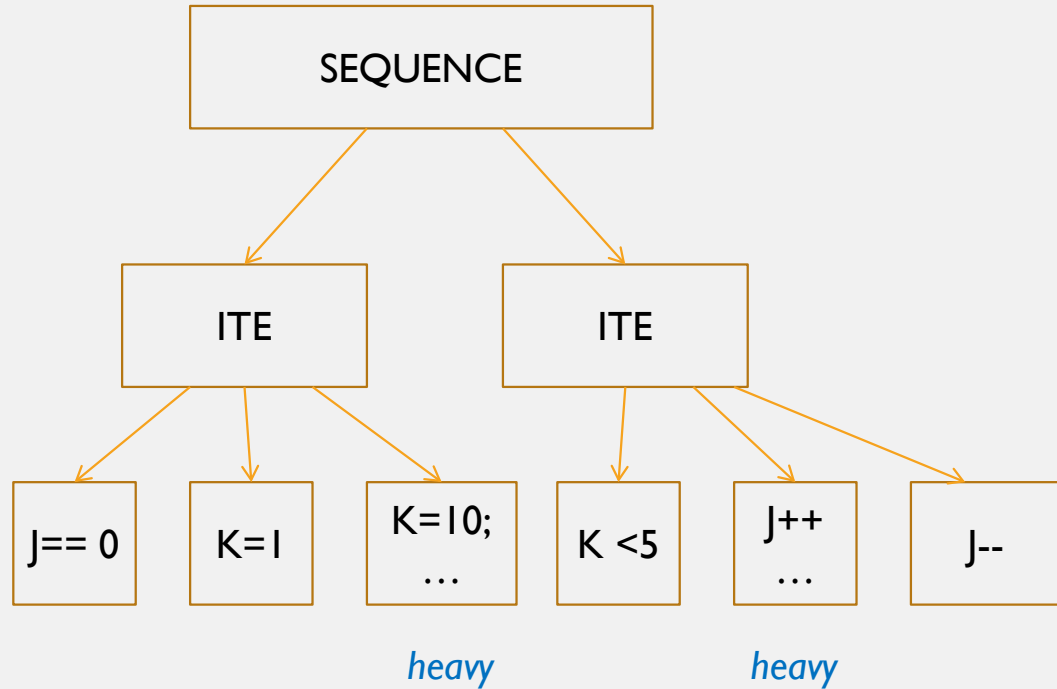 SEQUENCE
ITE
ITE
J== 0
K=1
K=10;
…
K <5
J++
…
J--
heavy
heavy